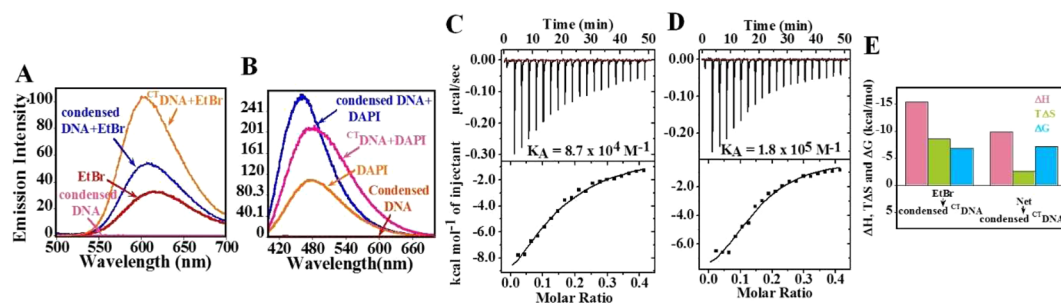 A
Emission Intensity
100
80
60
40
20
0
CTDNA+EtBr
condensed
DNA+EtBr
EtBr
condensed
DNA
500 550 600 650 700
Wavelength (nm)
B
241
201
161
120
80.3
40.1
0
condensed DNA+
DAPI
CTDNA+DAPI
DAPI
Condensed
DNA
420 480 540 600 660
Wavelength(nm)
C
Time (min)
0 10 20 30 40 50
µcal/sec
0.00
-0.10
-0.20
-0.30
KA = 8.7 x 10⁴ M⁻¹
kcal mol⁻¹ of injectant
-2.0
-4.0
-6.0
-8.0
0.0 0.1 0.2 0.3 0.4
Molar Ratio
D
Time (min)
0 10 20 30 40 50
0.00
-0.10
-0.20
KA = 1.8 x 10⁵ M⁻¹
-2.0
-4.0
-6.0
0.0 0.1 0.2 0.3 0.4
Molar Ratio
E
ΔH, TΔS and ΔG (kcal/mol)
-15
-10
-5
0
5
ΔH
TΔS
ΔG
EtBr
condensed CTDNA
Net
condensed CTDNA